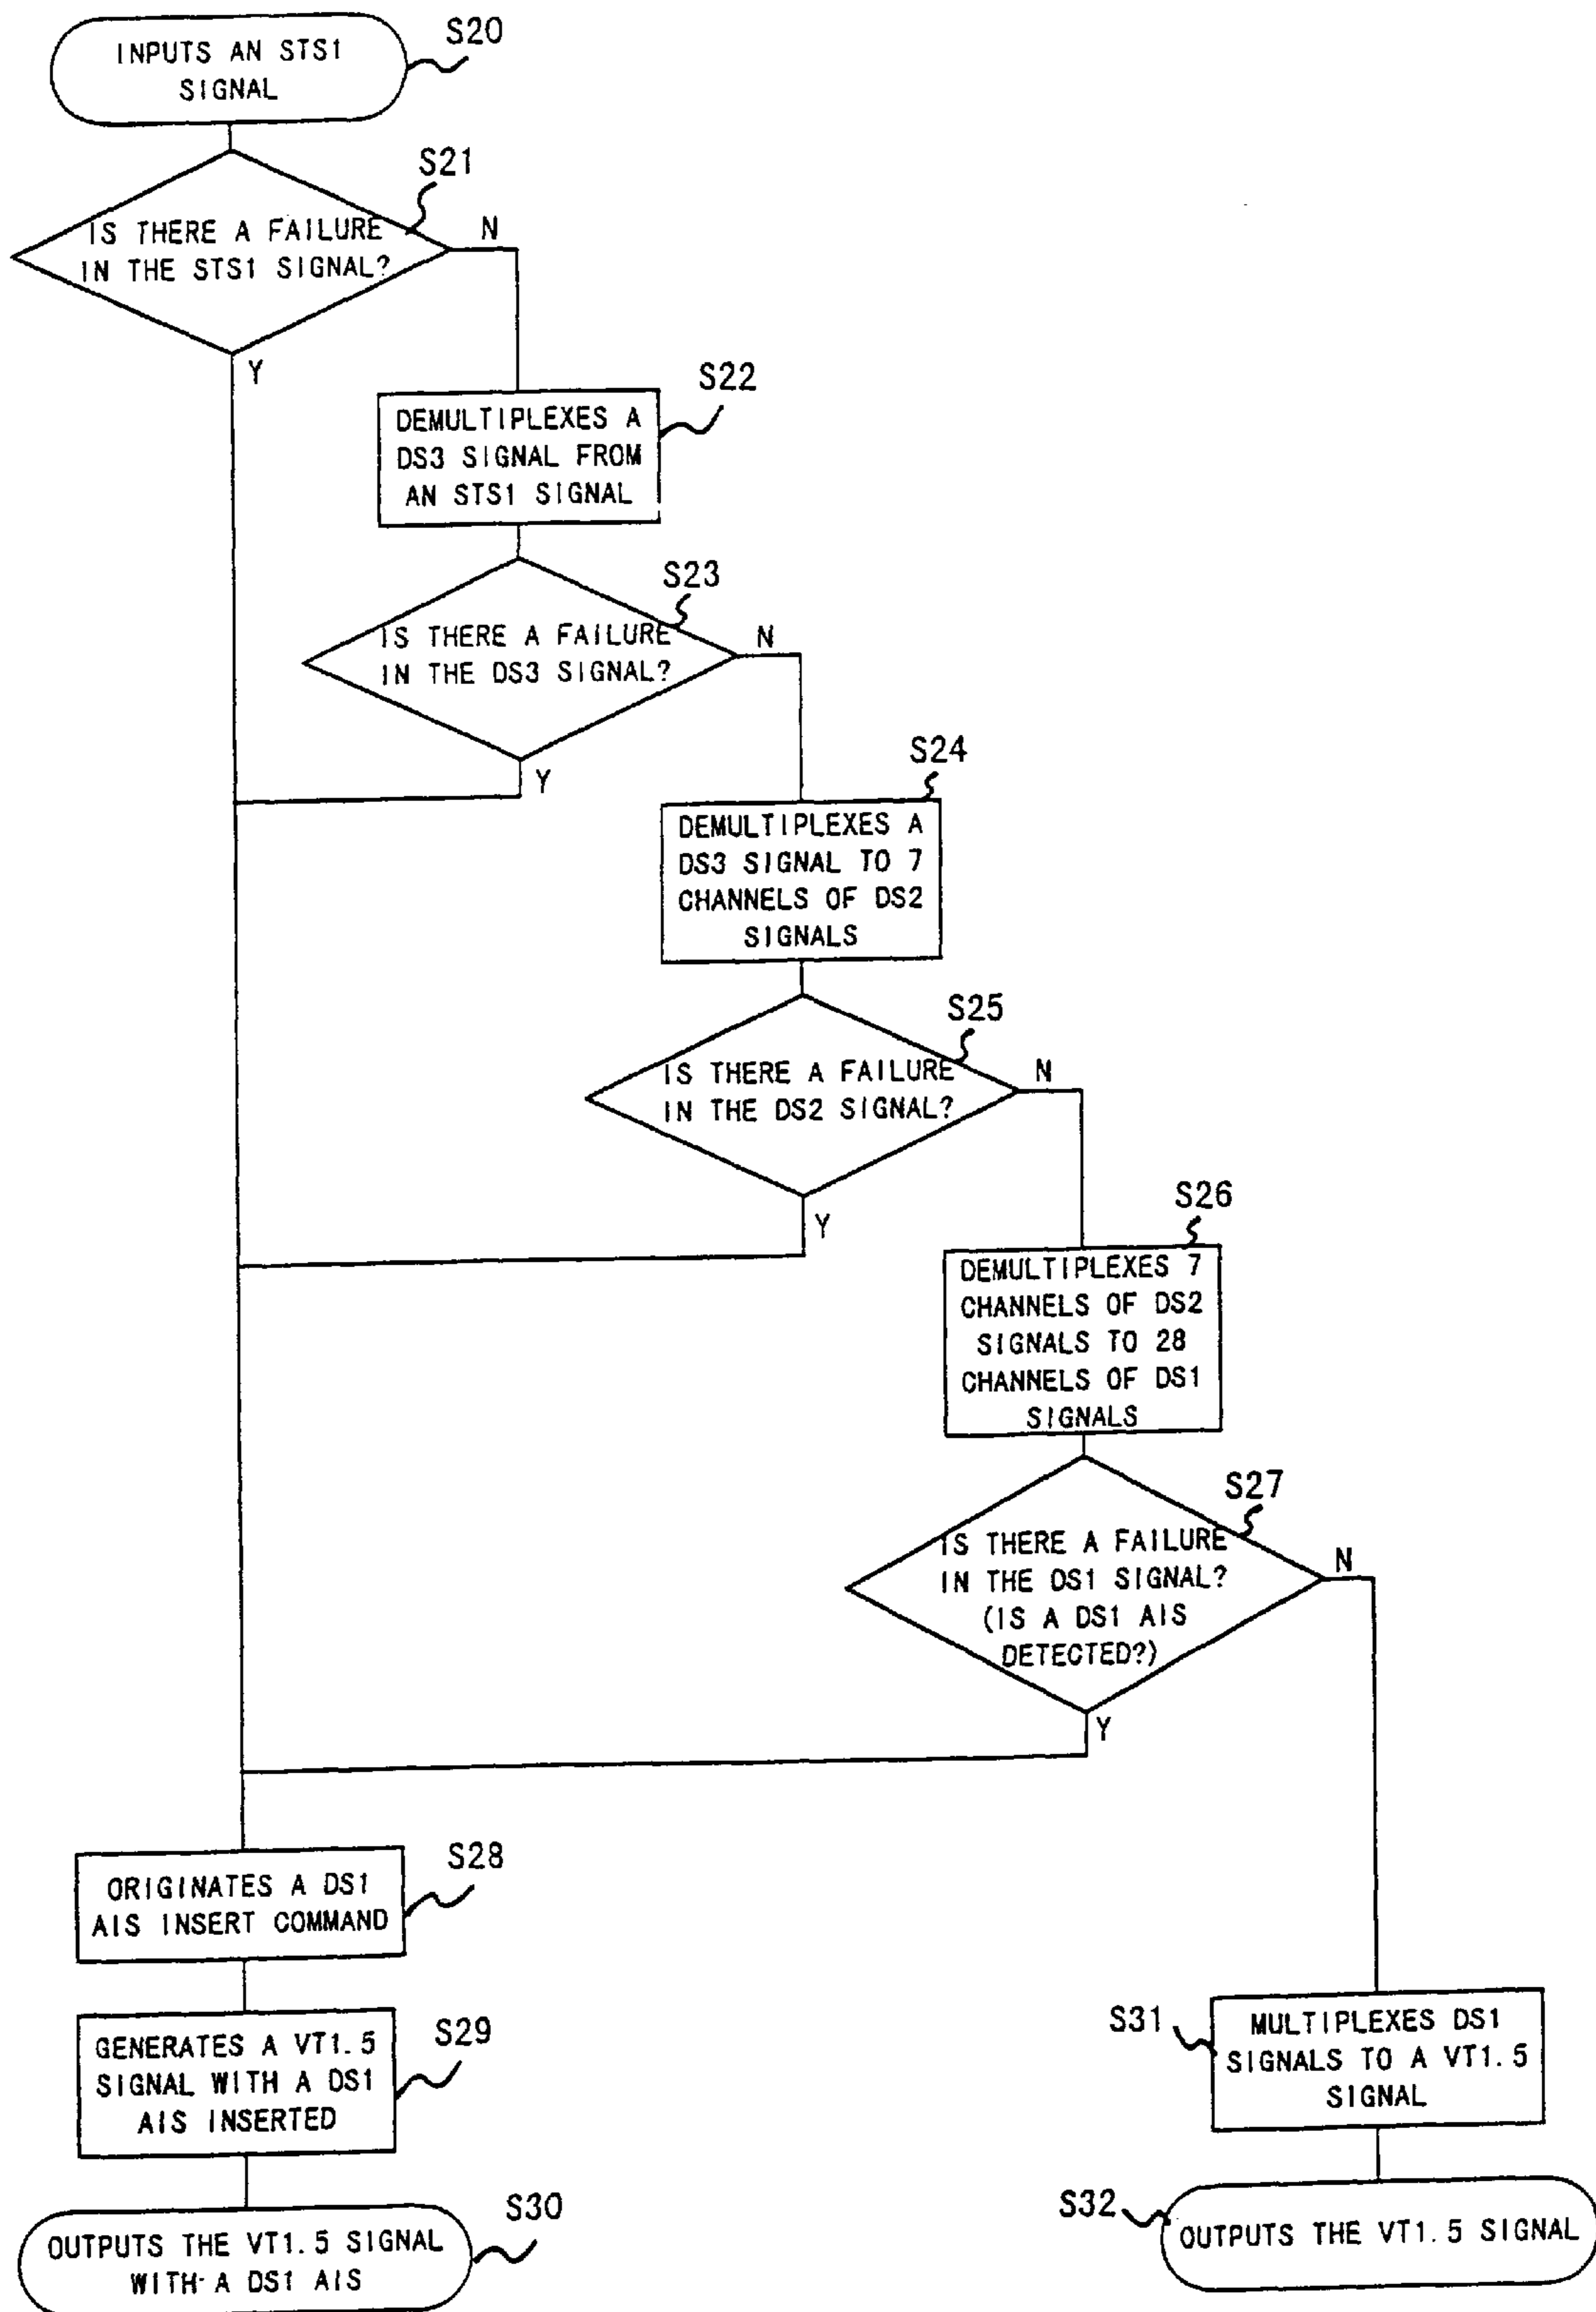 INPUTS AN STS1
SIGNAL
S20
S21
IS THERE A FAILURE
IN THE STS1 SIGNAL?
N
Y
S22
DEMULTIPLEXES A
DS3 SIGNAL FROM
AN STS1 SIGNAL
S23
IS THERE A FAILURE
IN THE DS3 SIGNAL?
N
Y
S24
DEMULTIPLEXES A
DS3 SIGNAL TO 7
CHANNELS OF DS2
SIGNALS
S25
IS THERE A FAILURE
IN THE DS2 SIGNAL?
N
Y
S26
DEMULTIPLEXES 7
CHANNELS OF DS2
SIGNALS TO 28
CHANNELS OF DS1
SIGNALS
S27
IS THERE A FAILURE
IN THE DS1 SIGNAL?
(IS A DS1 AIS
DETECTED?)
N
Y
S28
ORIGINATES A DS1
AIS INSERT COMMAND
S29
GENERATES A VT1.5
SIGNAL WITH A DS1
AIS INSERTED
S30
OUTPUTS THE VT1.5 SIGNAL
WITH A DS1 AIS
S31
MULTIPLEXES DS1
SIGNALS TO A VT1.5
SIGNAL
S32
OUTPUTS THE VT1.5 SIGNAL